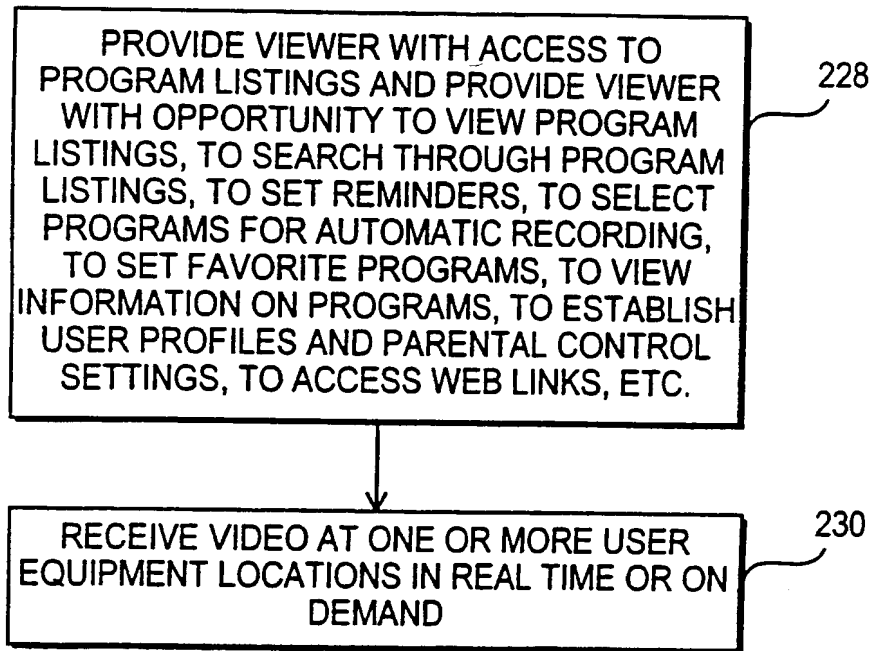 PROVIDE VIEWER WITH ACCESS TO
PROGRAM LISTINGS AND PROVIDE VIEWER
WITH OPPORTUNITY TO VIEW PROGRAM
LISTINGS, TO SEARCH THROUGH PROGRAM
LISTINGS, TO SET REMINDERS, TO SELECT
PROGRAMS FOR AUTOMATIC RECORDING,
TO SET FAVORITE PROGRAMS, TO VIEW
INFORMATION ON PROGRAMS, TO ESTABLISH
USER PROFILES AND PARENTAL CONTROL
SETTINGS, TO ACCESS WEB LINKS, ETC.
228
RECEIVE VIDEO AT ONE OR MORE USER
EQUIPMENT LOCATIONS IN REAL TIME OR ON
DEMAND
230